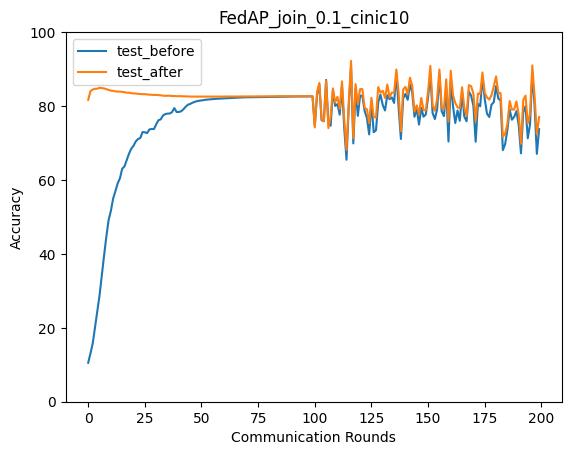 FedAP_join_0.1_cinic10
test_before
test_after
Accuracy
100
80
60
40
20
0
0 25 50 75 100 125 150 175 200
Communication Rounds